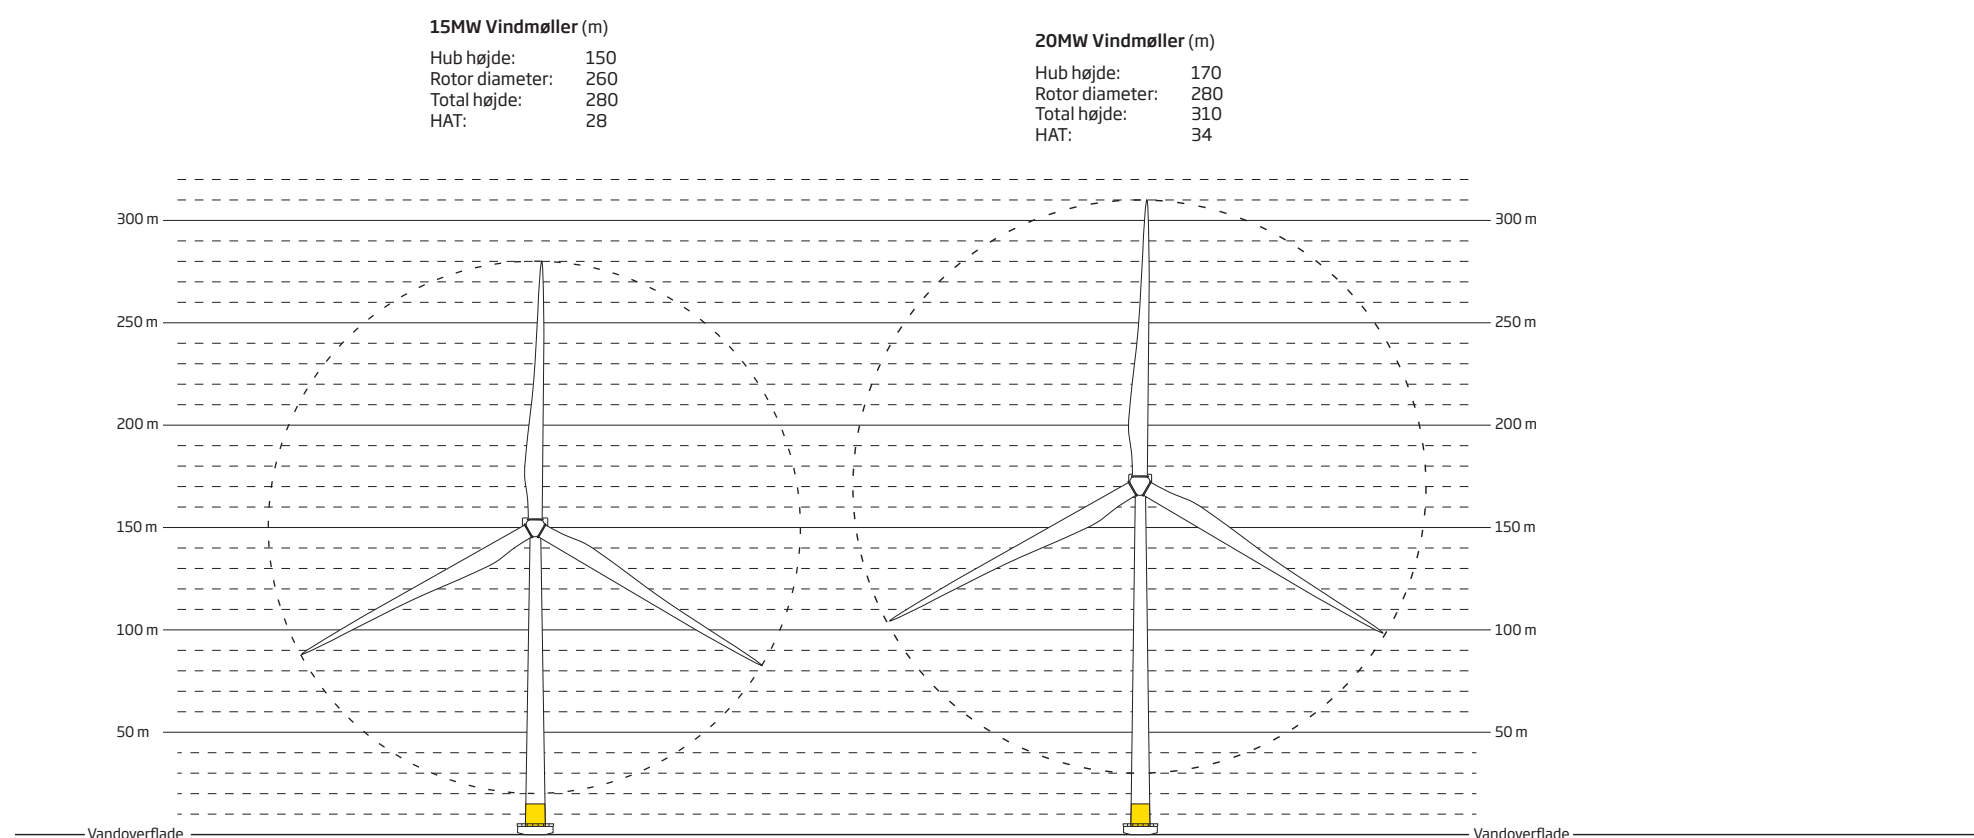 15MW Vindmøller (m)
Hub højde: 150
Rotor diameter: 260
Total højde: 280
HAT: 28
20MW Vindmøller (m)
Hub højde: 170
Rotor diameter: 280
Total højde: 310
HAT: 34
300 m 300 m
250 m 250 m
200 m 200 m
150 m 150 m
100 m 100 m
50 m 50 m
Vandoverflade Vandoverflade